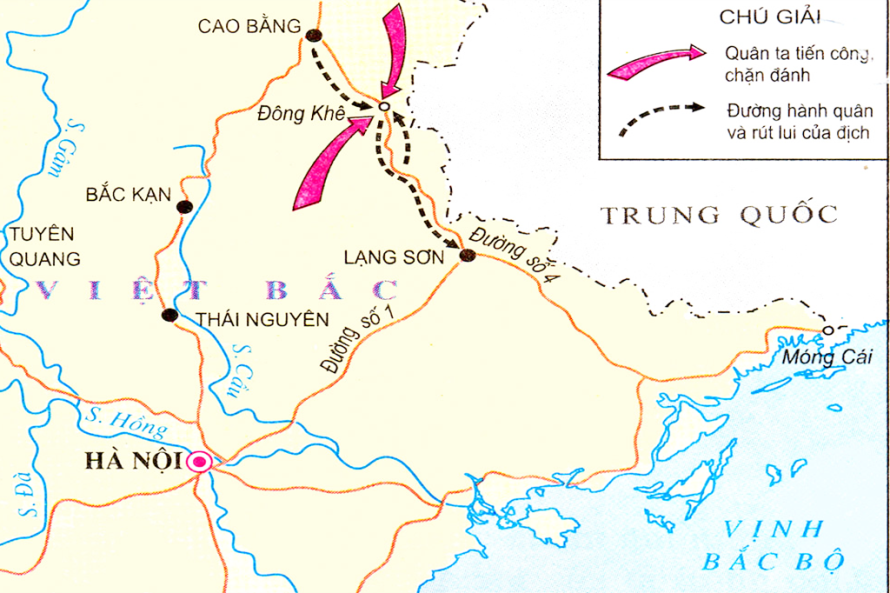 CAO BẰNG
CHÚ GIẢI
Quân ta tiến công,
chặn đánh
Đường hành quân
và rút lui của địch
Đông Khê
S. Gâm
BẮC KẠN
TRUNG QUỐC
TUYÊN
QUANG
LẠNG SƠN
Đường số 4
VIỆT BẮC
THÁI NGUYÊN
Đường số 1
S. Cầu
Móng Cái
S. Hồng
HÀ NỘI
S. Đà
VỊNH
BẮC BỘ